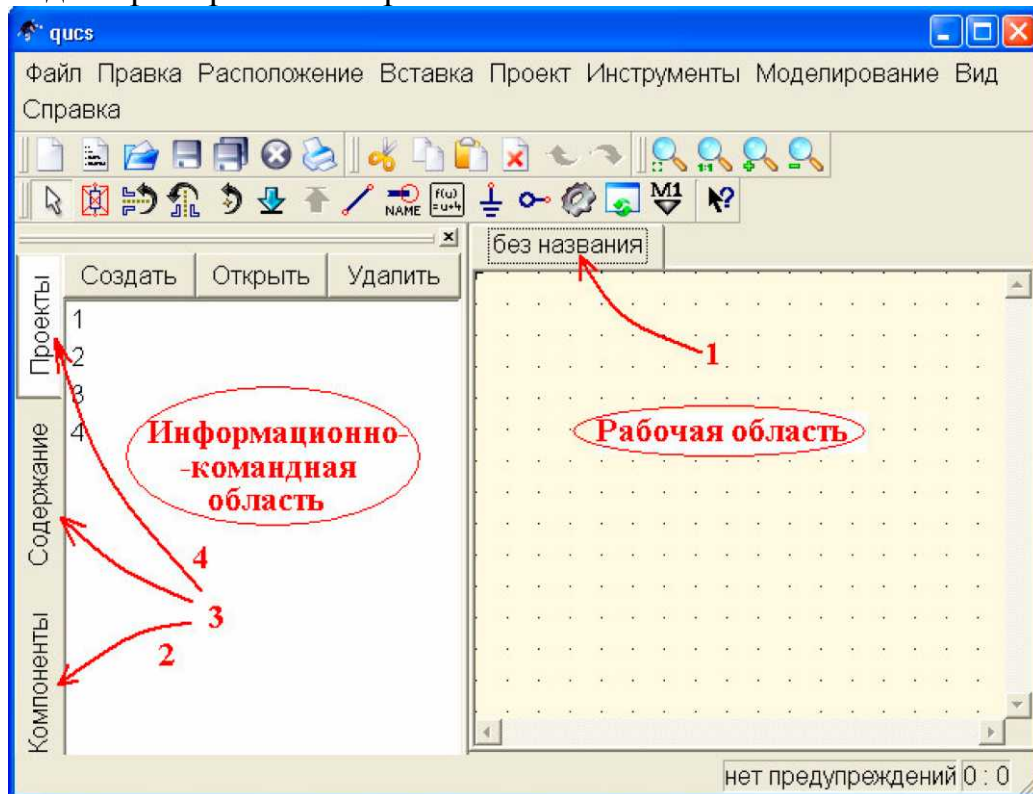 qucs
Файл Правка Расположение Вставка Проект Инструменты Моделирование Вид
Справка
1:1
NAME
f(u)
=u+4
M1
?
Создать Открыть Удалить
без названия
Проекты
Содержание
Компоненты
1
2
3
4
Информационно-
-командная
область
Рабочая область
1
4
3
2
нет предупреждений 0 : 0